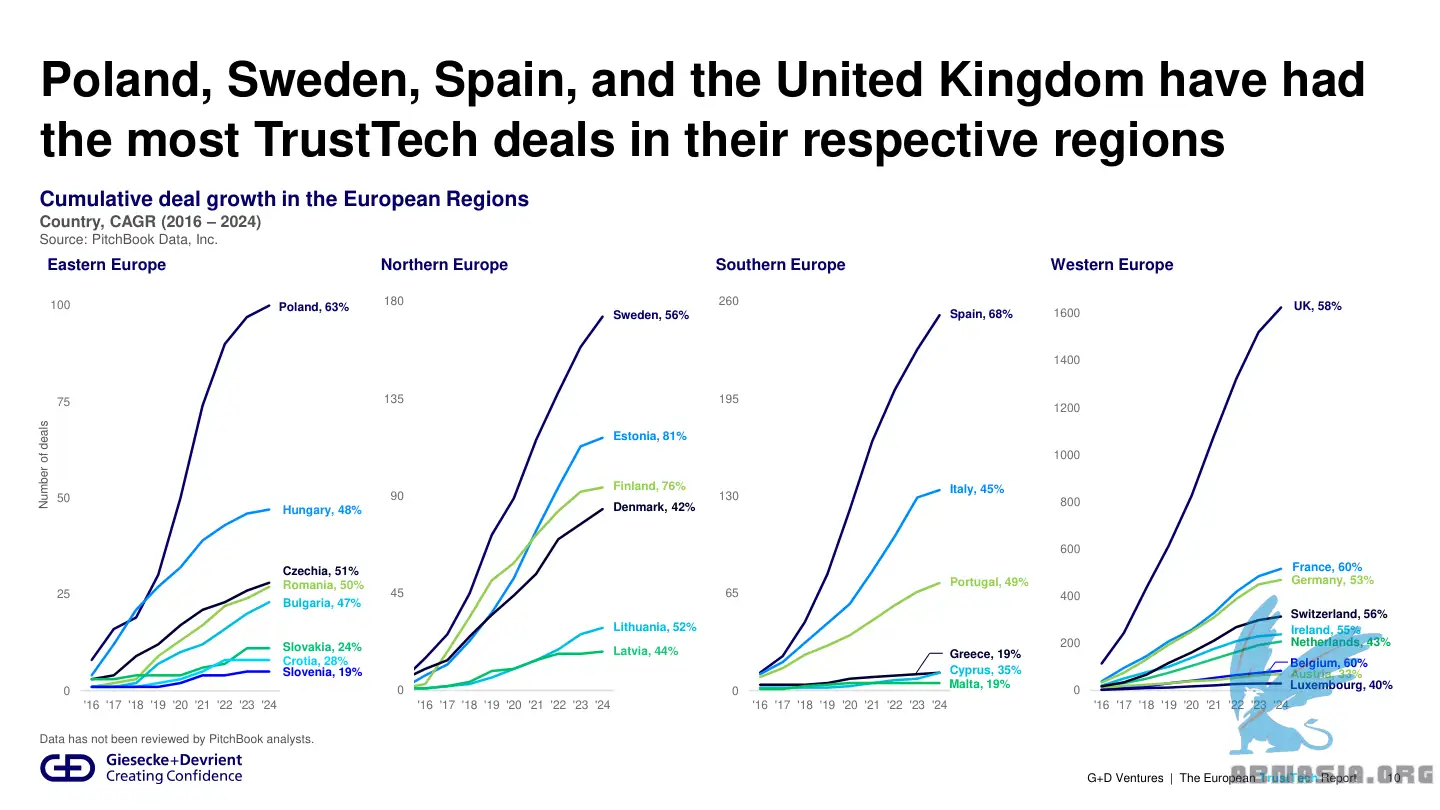 Poland, Sweden, Spain, and the United Kingdom have had
the most TrustTech deals in their respective regions
Cumulative deal growth in the European Regions
Country, CAGR (2016 – 2024)
Source: PitchBook Data, Inc.
Eastern Europe
Number of deals
100
75
50
25
0
Poland, 63%
Hungary, 48%
Czechia, 51%
Romania, 50%
Bulgaria, 47%
Slovakia, 24%
Crotia, 28%
Slovenia, 19%
'16 '17 '18 '19 '20 '21 '22 '23 '24
Northern Europe
180
135
90
45
0
Sweden, 56%
Estonia, 81%
Finland, 76%
Denmark, 42%
Lithuania, 52%
Latvia, 44%
'16 '17 '18 '19 '20 '21 '22 '23 '24
Southern Europe
260
195
130
65
0
Spain, 68%
Italy, 45%
Portugal, 49%
Greece, 19%
Cyprus, 35%
Malta, 19%
'16 '17 '18 '19 '20 '21 '22 '23 '24
Western Europe
1600
1400
1200
1000
800
600
400
200
0
UK, 58%
France, 60%
Germany, 53%
Switzerland, 56%
Ireland, 55%
Netherlands, 43%
Belgium, 60%
Austria, 33%
Luxembourg, 40%
'16 '17 '18 '19 '20 '21 '22 '23 '24
Data has not been reviewed by PitchBook analysts.
Giesecke+Devrient
Creating Confidence
G+D Ventures | The European TrustTech Report 10
ARMASIA.ORG